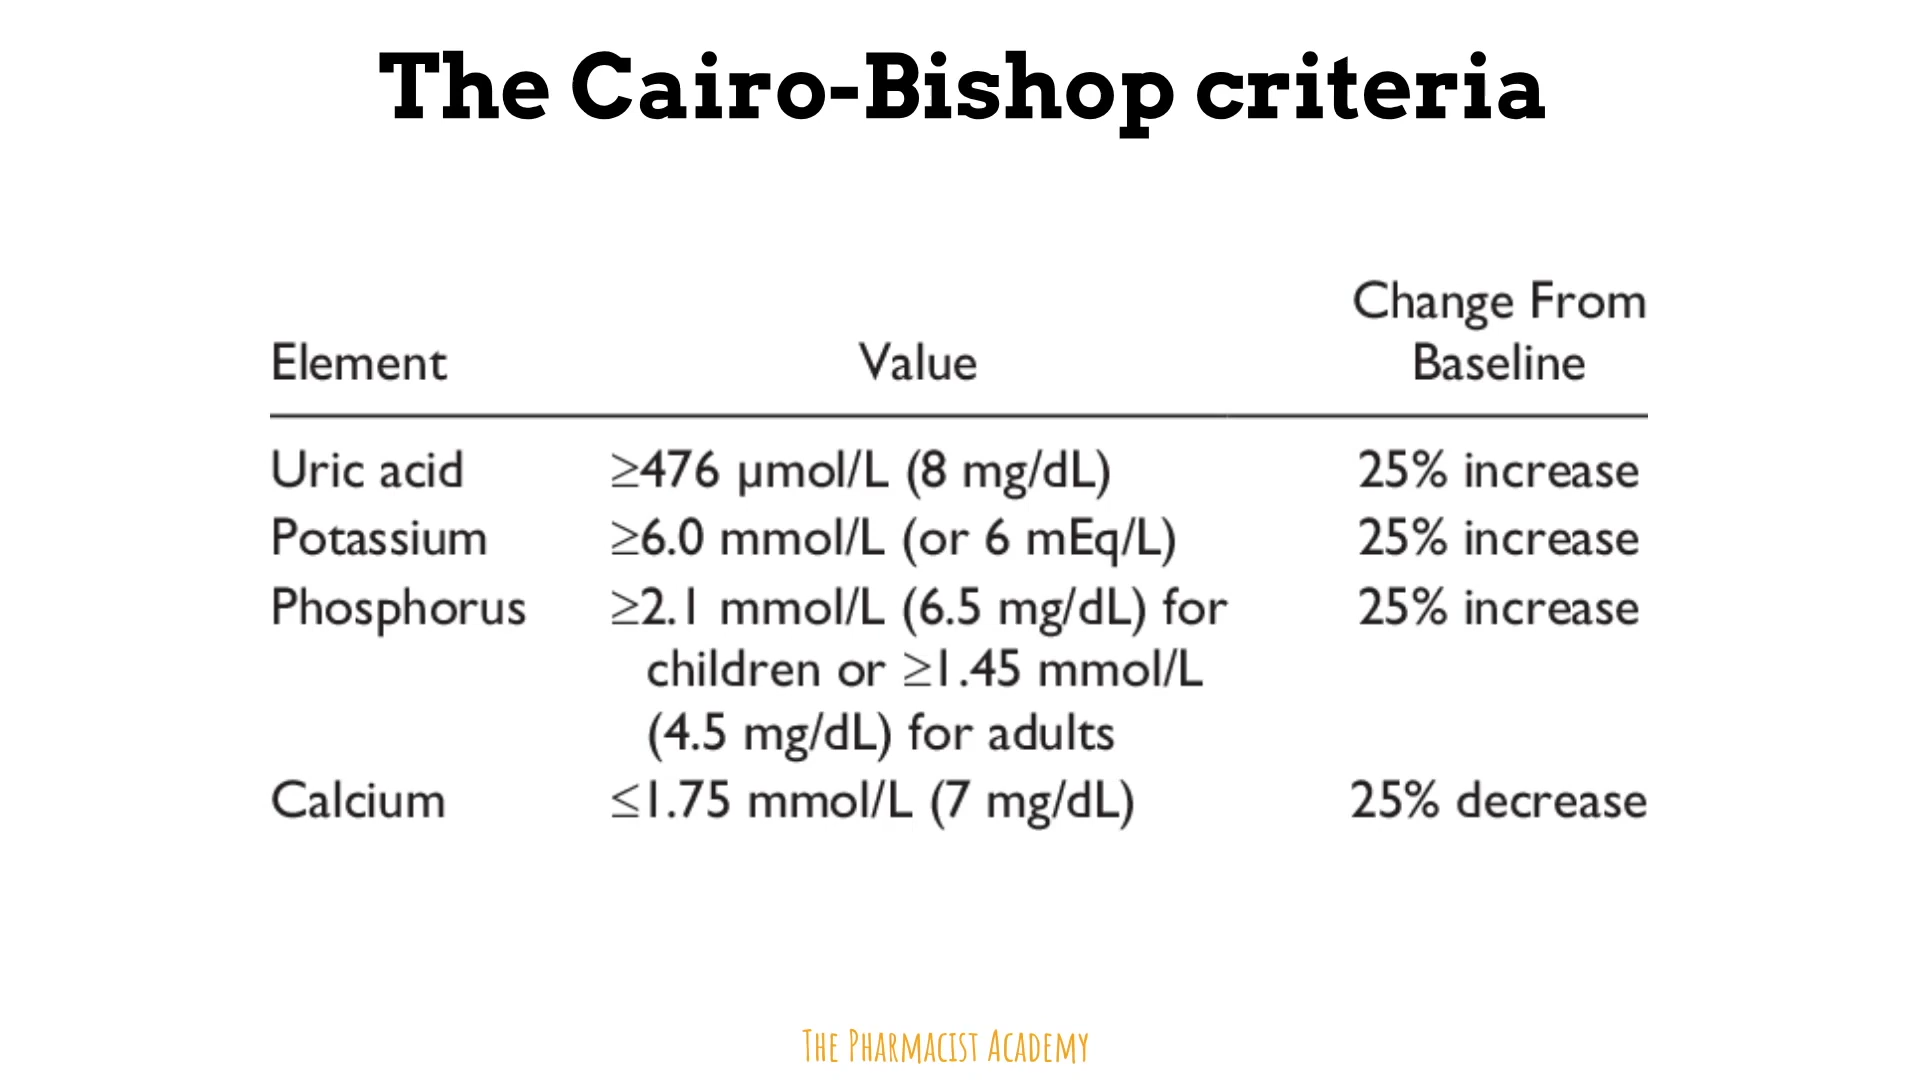 The Cairo-Bishop criteria
Change From
Element Value Baseline
Uric acid ≥476 µmol/L (8 mg/dL) 25% increase
Potassium ≥6.0 mmol/L (or 6 mEq/L) 25% increase
Phosphorus ≥2.1 mmol/L (6.5 mg/dL) for 25% increase
children or ≥1.45 mmol/L
(4.5 mg/dL) for adults
Calcium ≤1.75 mmol/L (7 mg/dL) 25% decrease
The Pharmacist Academy